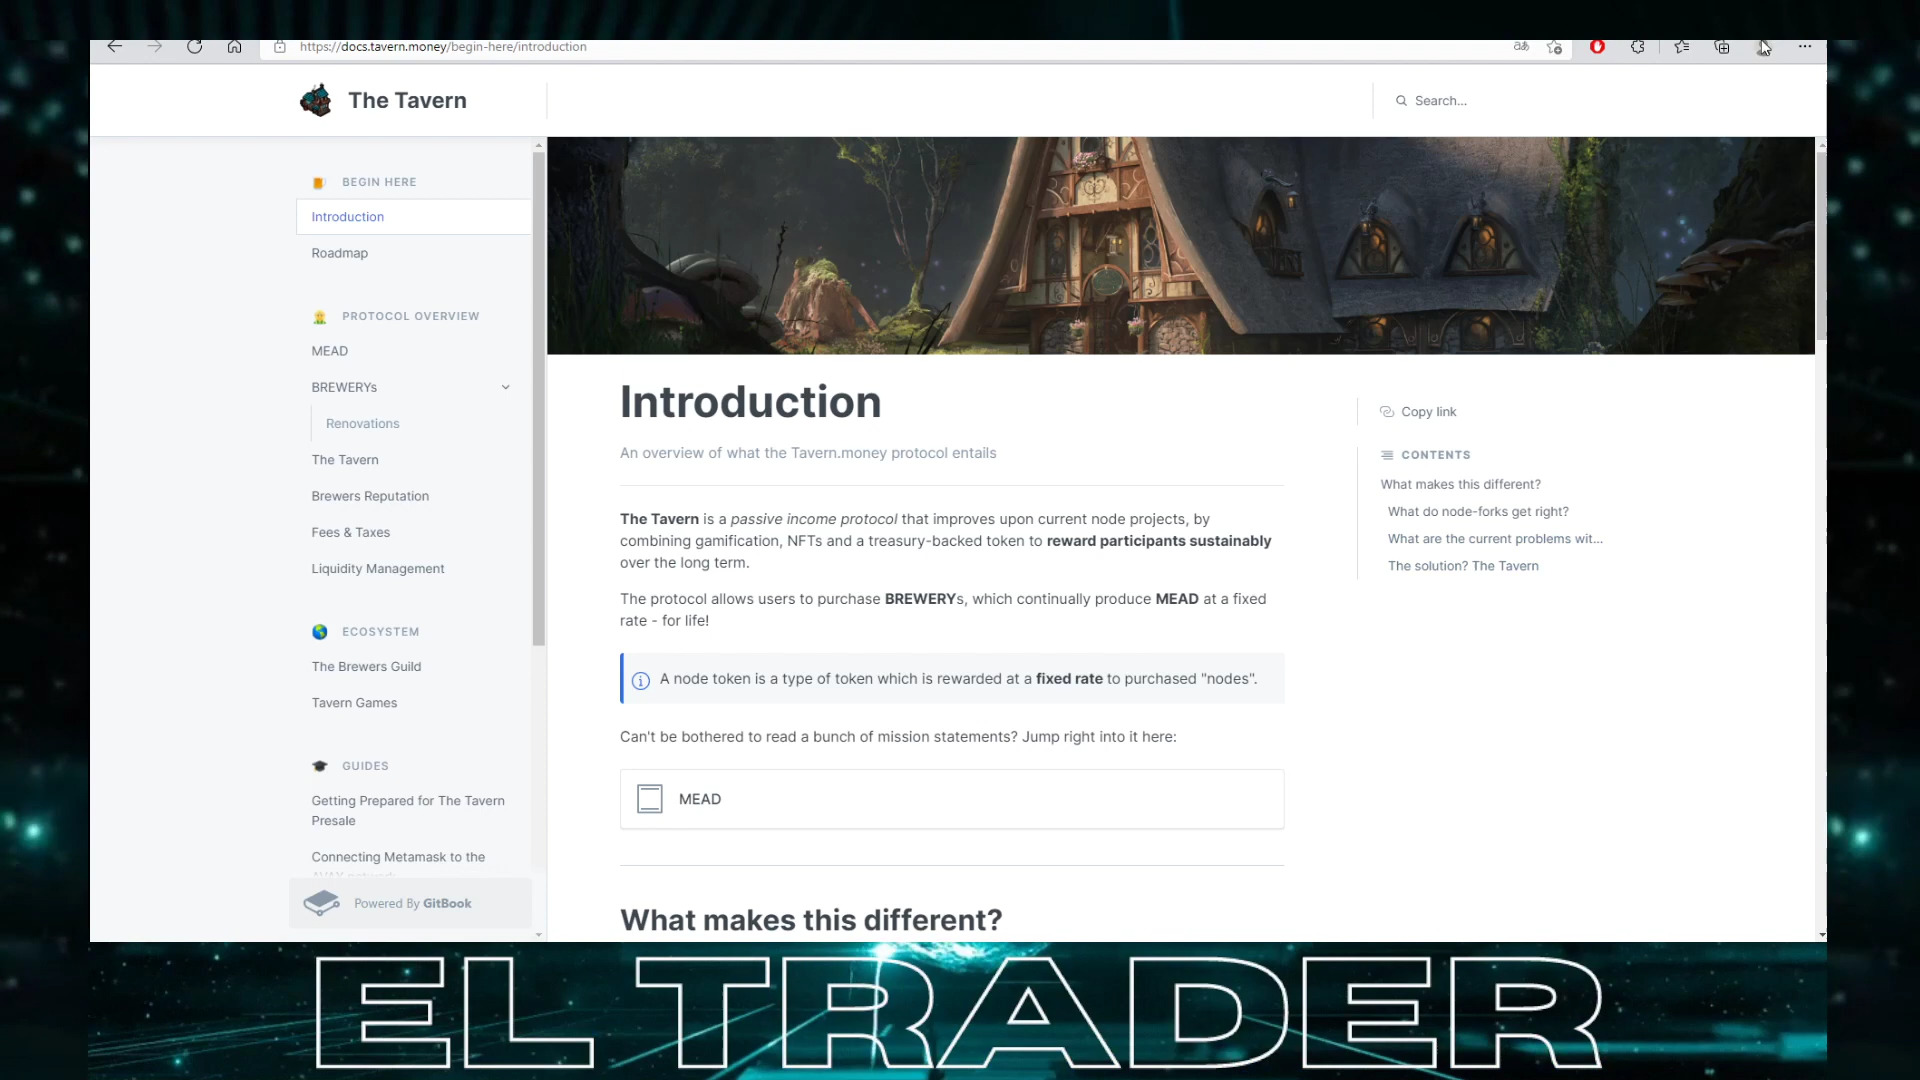 https://docs.tavern.money/begin-here/introduction
The Tavern
Search...
BEGIN HERE
Introduction
Roadmap
PROTOCOL OVERVIEW
MEAD
BREWERYs
Renovations
The Tavern
Brewers Reputation
Fees & Taxes
Liquidity Management
ECOSYSTEM
The Brewers Guild
Tavern Games
GUIDES
Getting Prepared for The Tavern
Presale
Connecting Metamask to the
AVAX network
Powered By GitBook
Introduction
An overview of what the Tavern.money protocol entails
The Tavern is a passive income protocol that improves upon current node projects, by
combining gamification, NFTs and a treasury-backed token to reward participants sustainably
over the long term.
The protocol allows users to purchase BREWERYs, which continually produce MEAD at a fixed
rate - for life!
A node token is a type of token which is rewarded at a fixed rate to purchased "nodes".
Can't be bothered to read a bunch of mission statements? Jump right into it here:
MEAD
What makes this different?
Copy link
CONTENTS
What makes this different?
What do node-forks get right?
What are the current problems wit...
The solution? The Tavern
EL TRADER